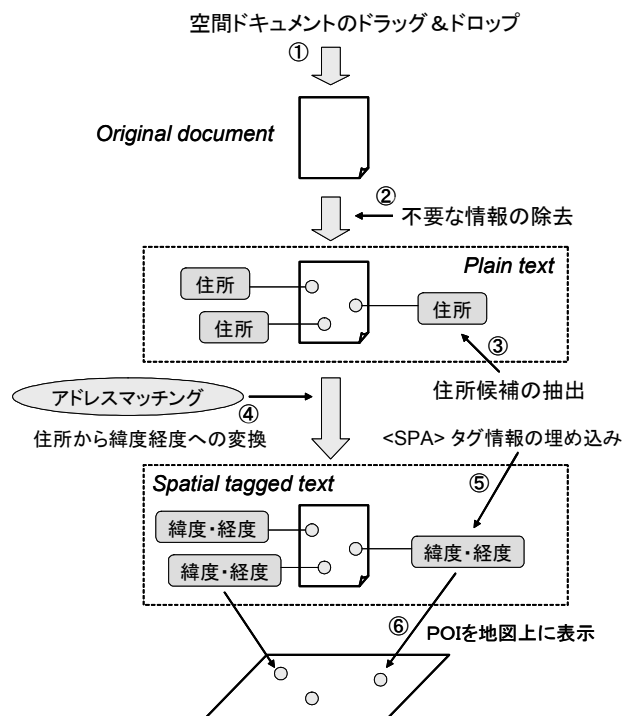 空間ドキュメントのドラッグ&ドロップ
①
Original document
②
不要な情報の除去
Plain text
住所
住所
住所
③
住所候補の抽出
アドレスマッチング
④
住所から緯度経度への変換
<SPA> タグ情報の埋め込み
⑤
Spatial tagged text
緯度・経度
緯度・経度
緯度・経度
⑥
POIを地図上に表示